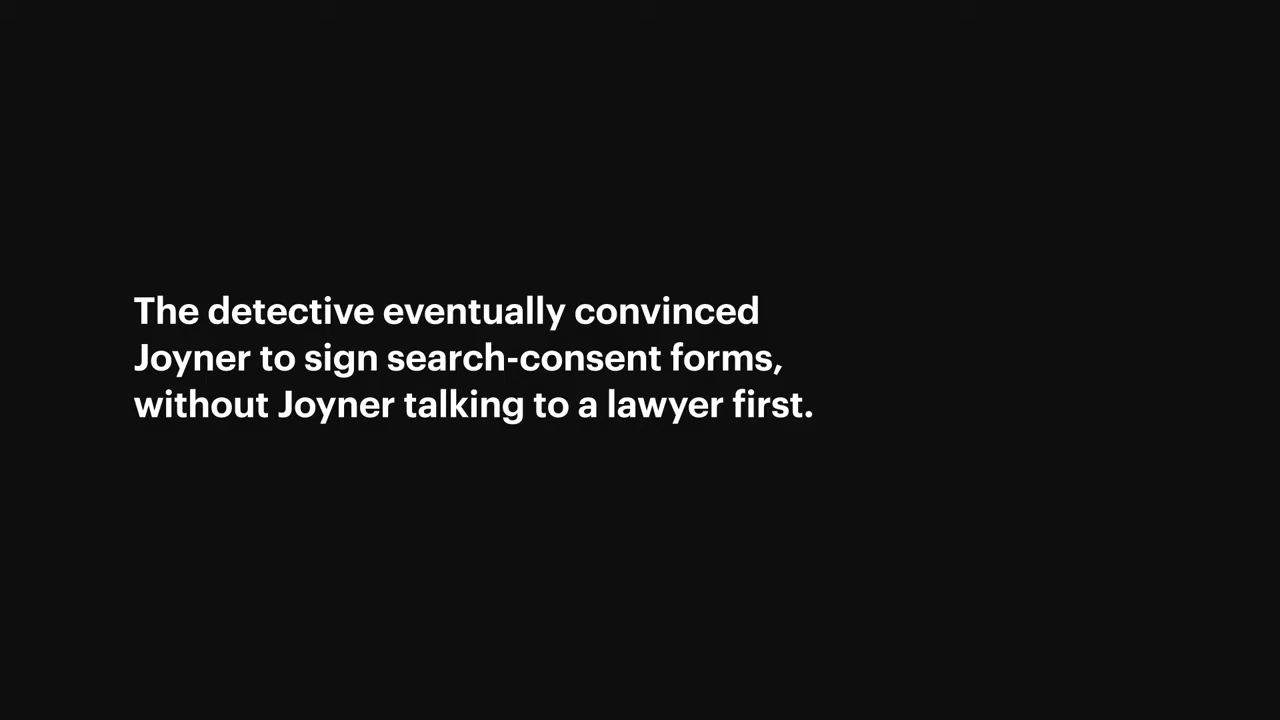 The detective eventually convinced
Joyner to sign search-consent forms,
without Joyner talking to a lawyer first.